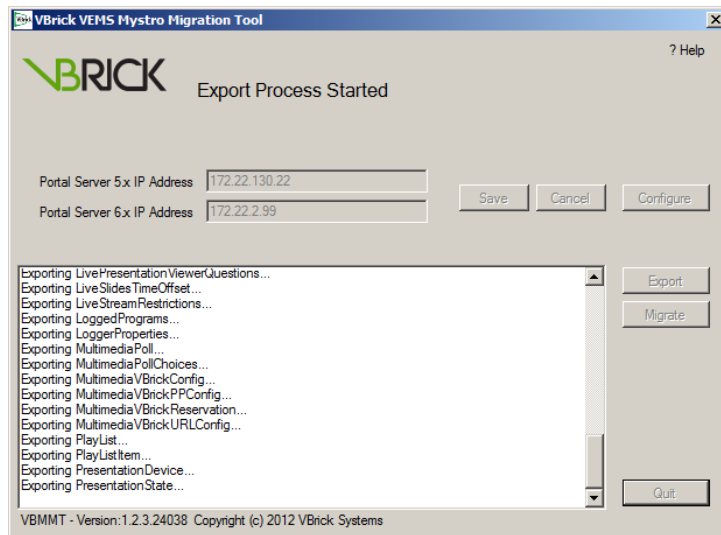 VBrick VEMS Mystro Migration Tool
? Help
VBRICK
Export Process Started
Portal Server 5.x IP Address 172.22.130.22
Save Cancel Configure
Portal Server 6.x IP Address 172.22.2.99
Exporting LivePresentationViewerQuestions...
Exporting LiveSlidesTimeOffset...
Exporting LiveStreamRestrictions...
Exporting LoggedPrograms...
Exporting LoggerProperties...
Exporting MultimediaPoll...
Exporting MultimediaPollChoices...
Exporting MultimediaVBrickConfig...
Exporting MultimediaVBrickPPConfig...
Exporting MultimediaVBrickReservation...
Exporting MultimediaVBrickURLConfig...
Exporting PlayList...
Exporting PlayListItem...
Exporting PresentationDevice...
Exporting PresentationState...
Export
Migrate
Quit
VBMMT - Version:1.2.3.24038 Copyright (c) 2012 VBrick Systems